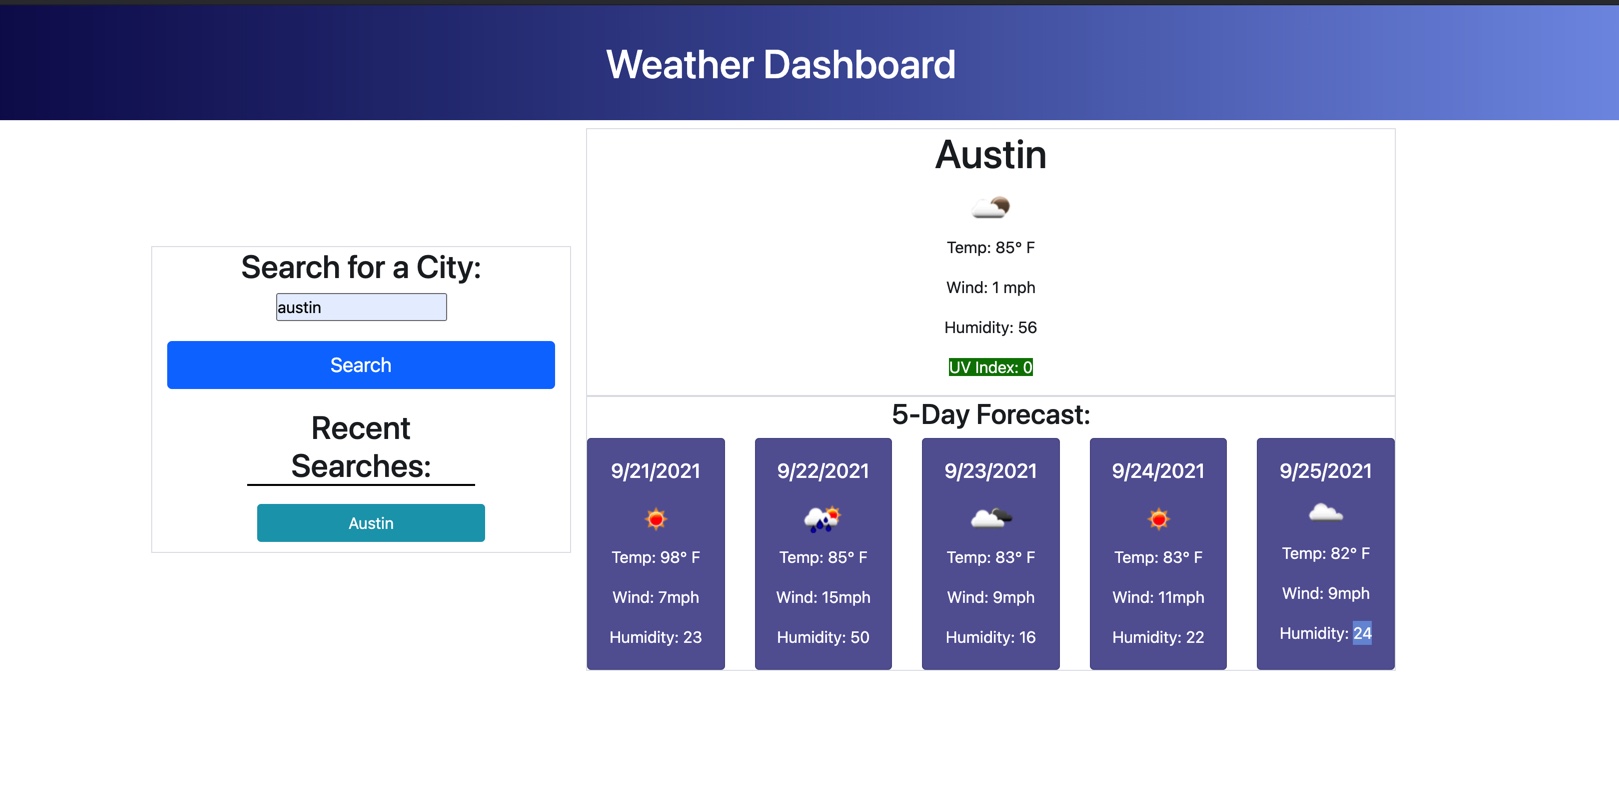 Weather Dashboard
Search for a City:
austin
Search
Recent
Searches:
Austin
Austin
Temp: 85° F
Wind: 1 mph
Humidity: 56
UV Index: 0
5-Day Forecast:
9/21/2021
Temp: 98° F
Wind: 7mph
Humidity: 23
9/22/2021
Temp: 85° F
Wind: 15mph
Humidity: 50
9/23/2021
Temp: 83° F
Wind: 9mph
Humidity: 16
9/24/2021
Temp: 83° F
Wind: 11mph
Humidity: 22
9/25/2021
Temp: 82° F
Wind: 9mph
Humidity: 24